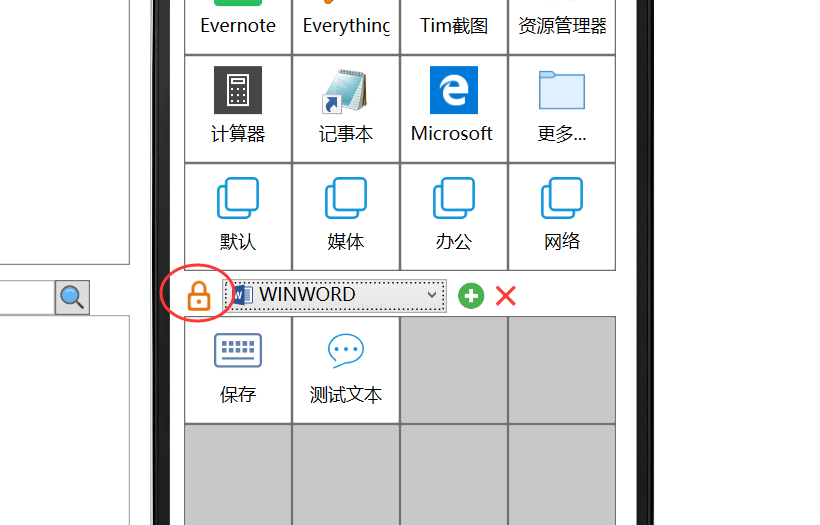 Evernote
Everything
Tim截图
资源管理器
计算器
记事本
Microsoft
更多...
默认
媒体
办公
网络
WINWORD
保存
测试文本